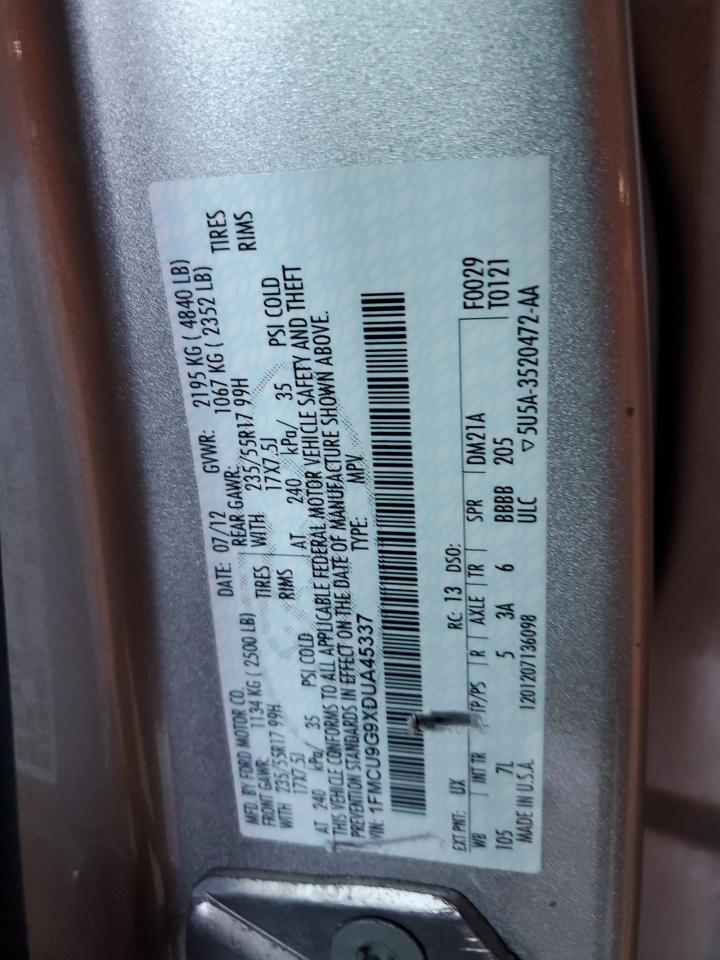 MFD. BY FORD MOTOR CO.
DATE: 07/12 GVWR: 2195 KG ( 4840 LB)
FRONT GAWR: 1134 KG ( 2500 LB) REAR GAWR: 1067 KG ( 2352 LB)
WITH 235/55R17 99H TIRES WITH 235/55R17 99H TIRES
17X7.5J RIMS 17X7.5J RIMS
AT 240 kPa/ 35 PSI COLD AT 240 kPa/ 35 PSI COLD
THIS VEHICLE CONFORMS TO ALL APPLICABLE FEDERAL MOTOR VEHICLE SAFETY AND THEFT
PREVENTION STANDARDS IN EFFECT ON THE DATE OF MANUFACTURE SHOWN ABOVE.
VIN: 1FMCU9G9XDUA45337 TYPE: MPV
F0029
T0121
EXT PNT: UX RC: 13 DSO:
WB INT TR TP/PS R AXLE TR SPR DM21A
105 7L 5 3A 6 BBBB 205
MADE IN U.S.A. 1201207136098 ULC ▽5U5A-3520472-AA